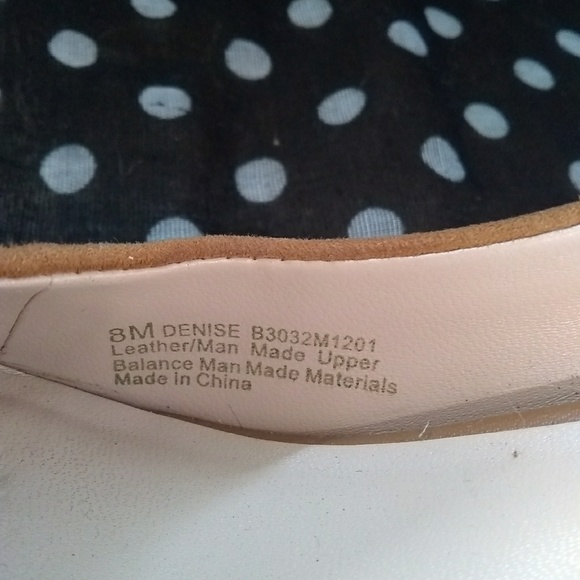 8M DENISE B3032M1201
Leather/Man Made Upper
Balance Man Made Materials
Made in China